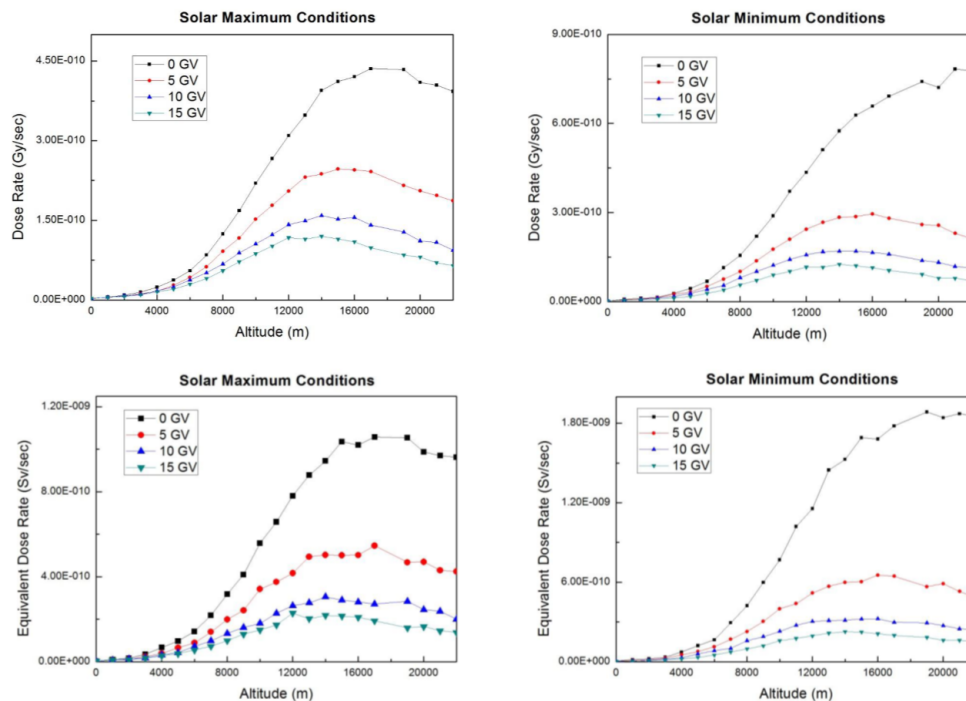 Solar Maximum Conditions
4.50E-010
3.00E-010
1.50E-010
0.00E+000
Dose Rate (Gy/sec)
0 GV
5 GV
10 GV
15 GV
0 4000 8000 12000 16000 20000
Altitude (m)
Solar Minimum Conditions
9.00E-010
6.00E-010
3.00E-010
0.00E+000
Dose Rate (Gy/sec)
0 GV
5 GV
10 GV
15 GV
0 4000 8000 12000 16000 20000
Altitude (m)
Solar Maximum Conditions
1.20E-009
8.00E-010
4.00E-010
0.00E+000
Equivalent Dose Rate (Sv/sec)
0 GV
5 GV
10 GV
15 GV
0 4000 8000 12000 16000 20000
Altitude (m)
Solar Minimum Conditions
1.80E-009
1.20E-009
6.00E-010
0.00E+000
Equivalent Dose Rate (Sv/sec)
0 GV
5 GV
10 GV
15 GV
0 4000 8000 12000 16000 20000
Altitude (m)